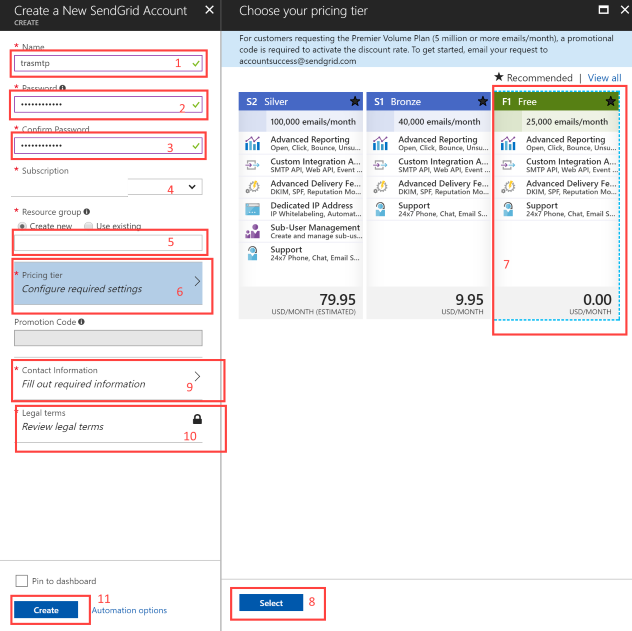 Create a New SendGrid Account
CREATE
* Name
trasmtp
1
* Password
••••••••••••
2
* Confirm Password
••••••••••••
3
* Subscription
4
* Resource group
Create new Use existing
5
* Pricing tier
Configure required settings
6
Promotion Code
* Contact Information
Fill out required information
9
* Legal terms
Review legal terms
10
Pin to dashboard
11
Create
Automation options
Choose your pricing tier
For customers requesting the Premier Volume Plan (5 million or more emails/month), a promotional
code is required to activate the discount rate. To get started, email your request to
accountsuccess@sendgrid.com
★ Recommended | View all
S2 Silver
100,000 emails/month
Advanced Reporting
Open, Click, Bounce, Unsu...
Custom Integration A...
SMTP API, Web API, Event ...
Advanced Delivery Fe...
DKIM, SPF, Reputation Mo...
Dedicated IP Address
IP Whitelabeling, Automat...
Sub-User Management
Create and manage sub-us...
Support
24x7 Phone, Chat, Email S...
79.95
USD/MONTH (ESTIMATED)
S1 Bronze
40,000 emails/month
Advanced Reporting
Open, Click, Bounce, Unsu...
Custom Integration A...
SMTP API, Web API, Event ...
Advanced Delivery Fe...
DKIM, SPF, Reputation Mo...
Support
24x7 Phone, Chat, Email S...
9.95
USD/MONTH
F1 Free
25,000 emails/month
Advanced Reporting
Open, Click, Bounce, Unsu...
Custom Integration A...
SMTP API, Web API, Event ...
Advanced Delivery Fe...
DKIM, SPF, Reputation Mo...
Support
24x7 Phone, Chat, Email S...
7
0.00
USD/MONTH
Select
8